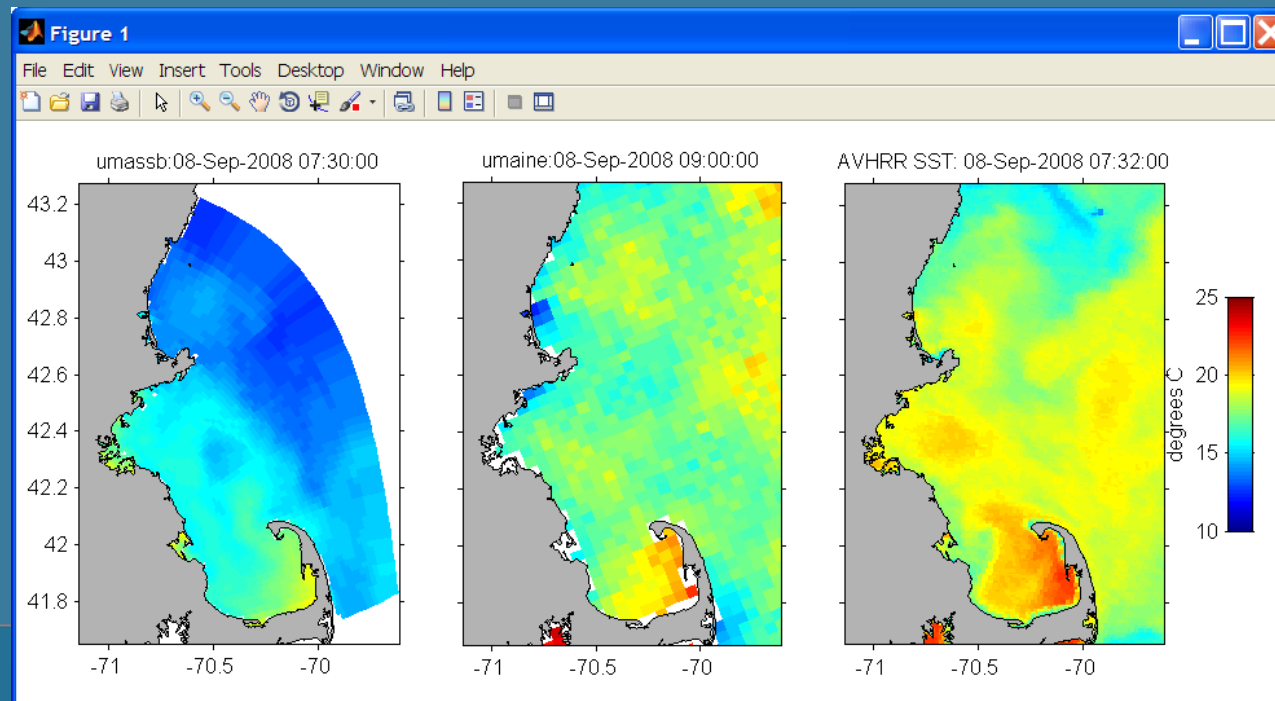 Figure 1
File Edit View Insert Tools Desktop Window Help
umassb:08-Sep-2008 07:30:00
umaine:08-Sep-2008 09:00:00
AVHRR SST: 08-Sep-2008 07:32:00
43.2
43
42.8
42.6
42.4
42.2
42
41.8
-71 -70.5 -70
-71 -70.5 -70
-71 -70.5 -70
25
20
15
10
degrees C